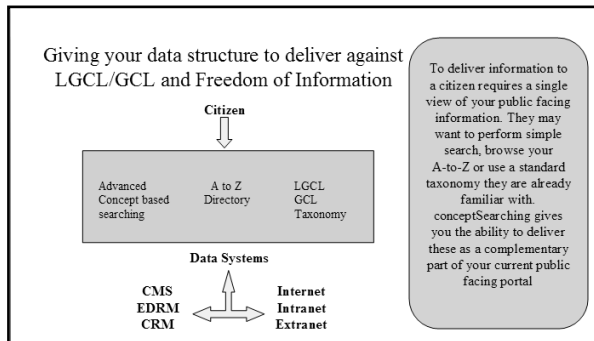 Giving your data structure to deliver against
LGCL/GCL and Freedom of Information
Citizen
Advanced
Concept based
searching
A to Z
Directory
LGCL
GCL
Taxonomy
Data Systems
CMS
EDRM
CRM
Internet
Intranet
Extranet
To deliver information to
a citizen requires a single
view of your public facing
information. They may
want to perform simple
search, browse your
A-to-Z or use a standard
taxonomy they are already
familiar with.
conceptSearching gives
you the ability to deliver
these as a complementary
part of your current public
facing portal